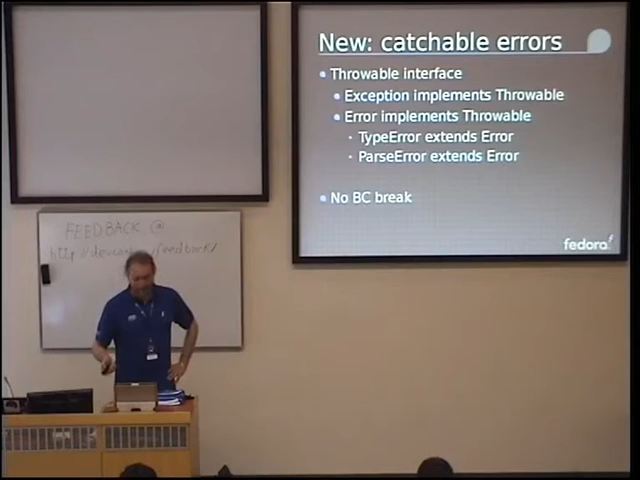 New: catchable errors
Throwable interface
Exception implements Throwable
Error implements Throwable
TypeError extends Error
ParseError extends Error
No BC break
fedora
FEEDBACK @
/feedback/